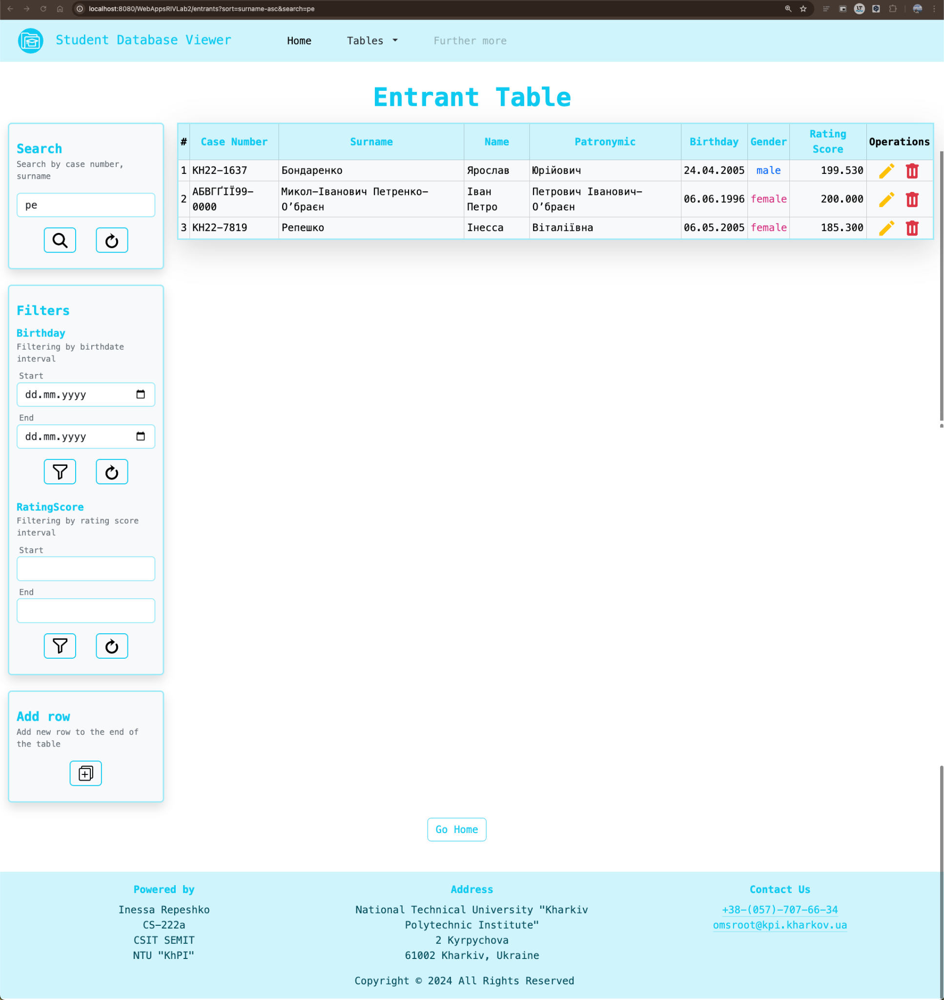 localhost:8080/WebAppsRIVLab2/entrants?sort=surname-asc&search=ре
Student Database Viewer
Home
Tables
Further more
Entrant Table
Search
Search by case number,
surname
ре
Filters
Birthday
Filtering by birthdate
interval
Start
dd.mm.yyyy
End
dd.mm.yyyy
RatingScore
Filtering by rating score
interval
Start
End
Add row
Add new row to the end of
the table
# Case Number Surname Name Patronymic Birthday Gender Rating Score Operations
1 КН22-1637 Бондаренко Ярослав Юрійович 24.04.2005 male 199.530
2 АБВГҐІЇ99-0000 Микол-Іванович Петренко-О’браєн Іван Петро Петрович Іванович-О’браєн 06.06.1996 female 200.000
3 КН22-7819 Репешко Інесса Віталіївна 06.05.2005 female 185.300
Go Home
Powered by
Inessa Repeshko
CS-222a
CSIT SEMIT
NTU "KhPI"
Address
National Technical University "Kharkiv
Polytechnic Institute"
2 Kyrpychova
61002 Kharkiv, Ukraine
Contact Us
+38-(057)-707-66-34
omsroot@kpi.kharkov.ua
Copyright © 2024 All Rights Reserved